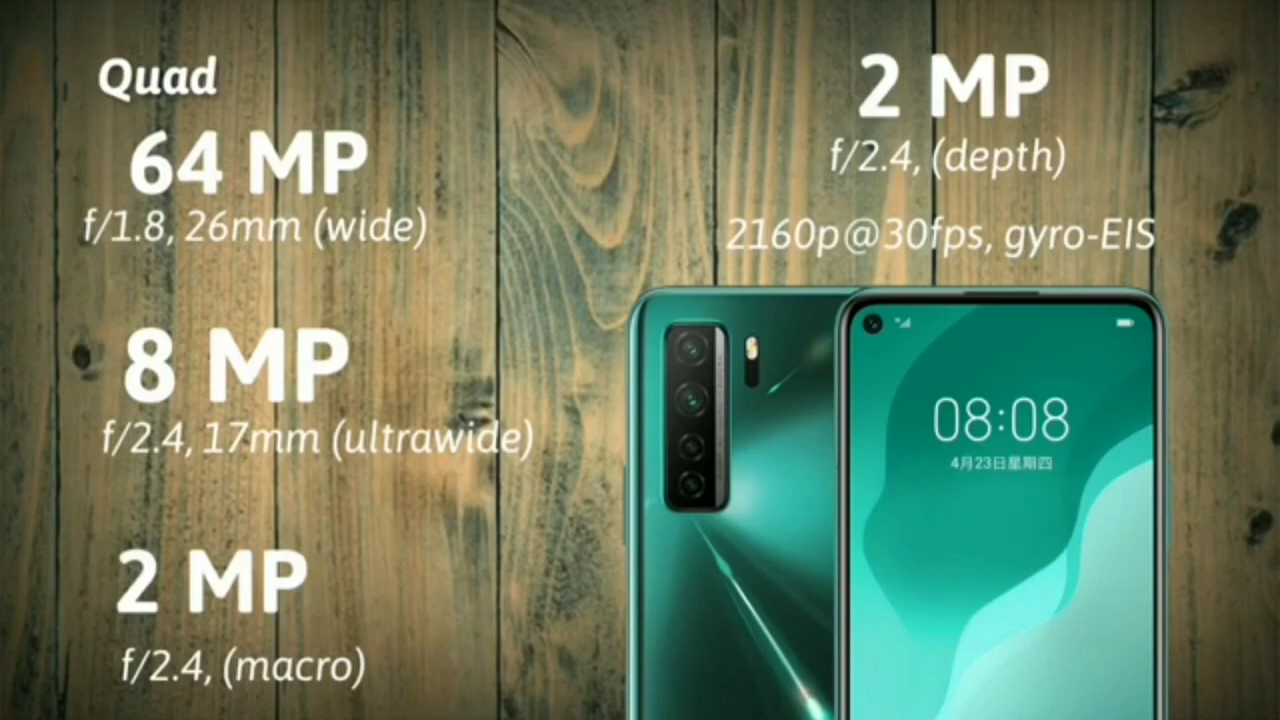 Quad
64 MP
f/1.8, 26mm (wide)
8 MP
f/2.4, 17mm (ultrawide)
2 MP
f/2.4, (macro)
2 MP
f/2.4, (depth)
2160p@30fps, gyro-EIS
08:08
4月23日星期四